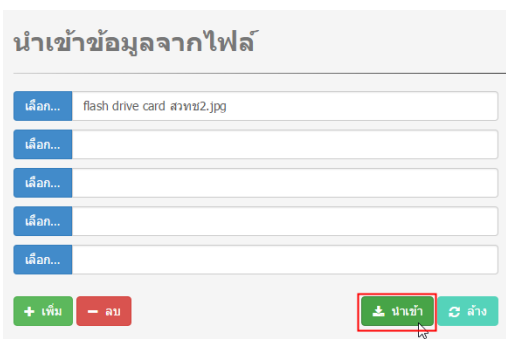 นำเข้าข้อมูลจากไฟล์
เลือก... flash drive card สวทช2.jpg
เลือก...
เลือก...
เลือก...
เลือก...
เพิ่ม ลบ นำเข้า ล้าง